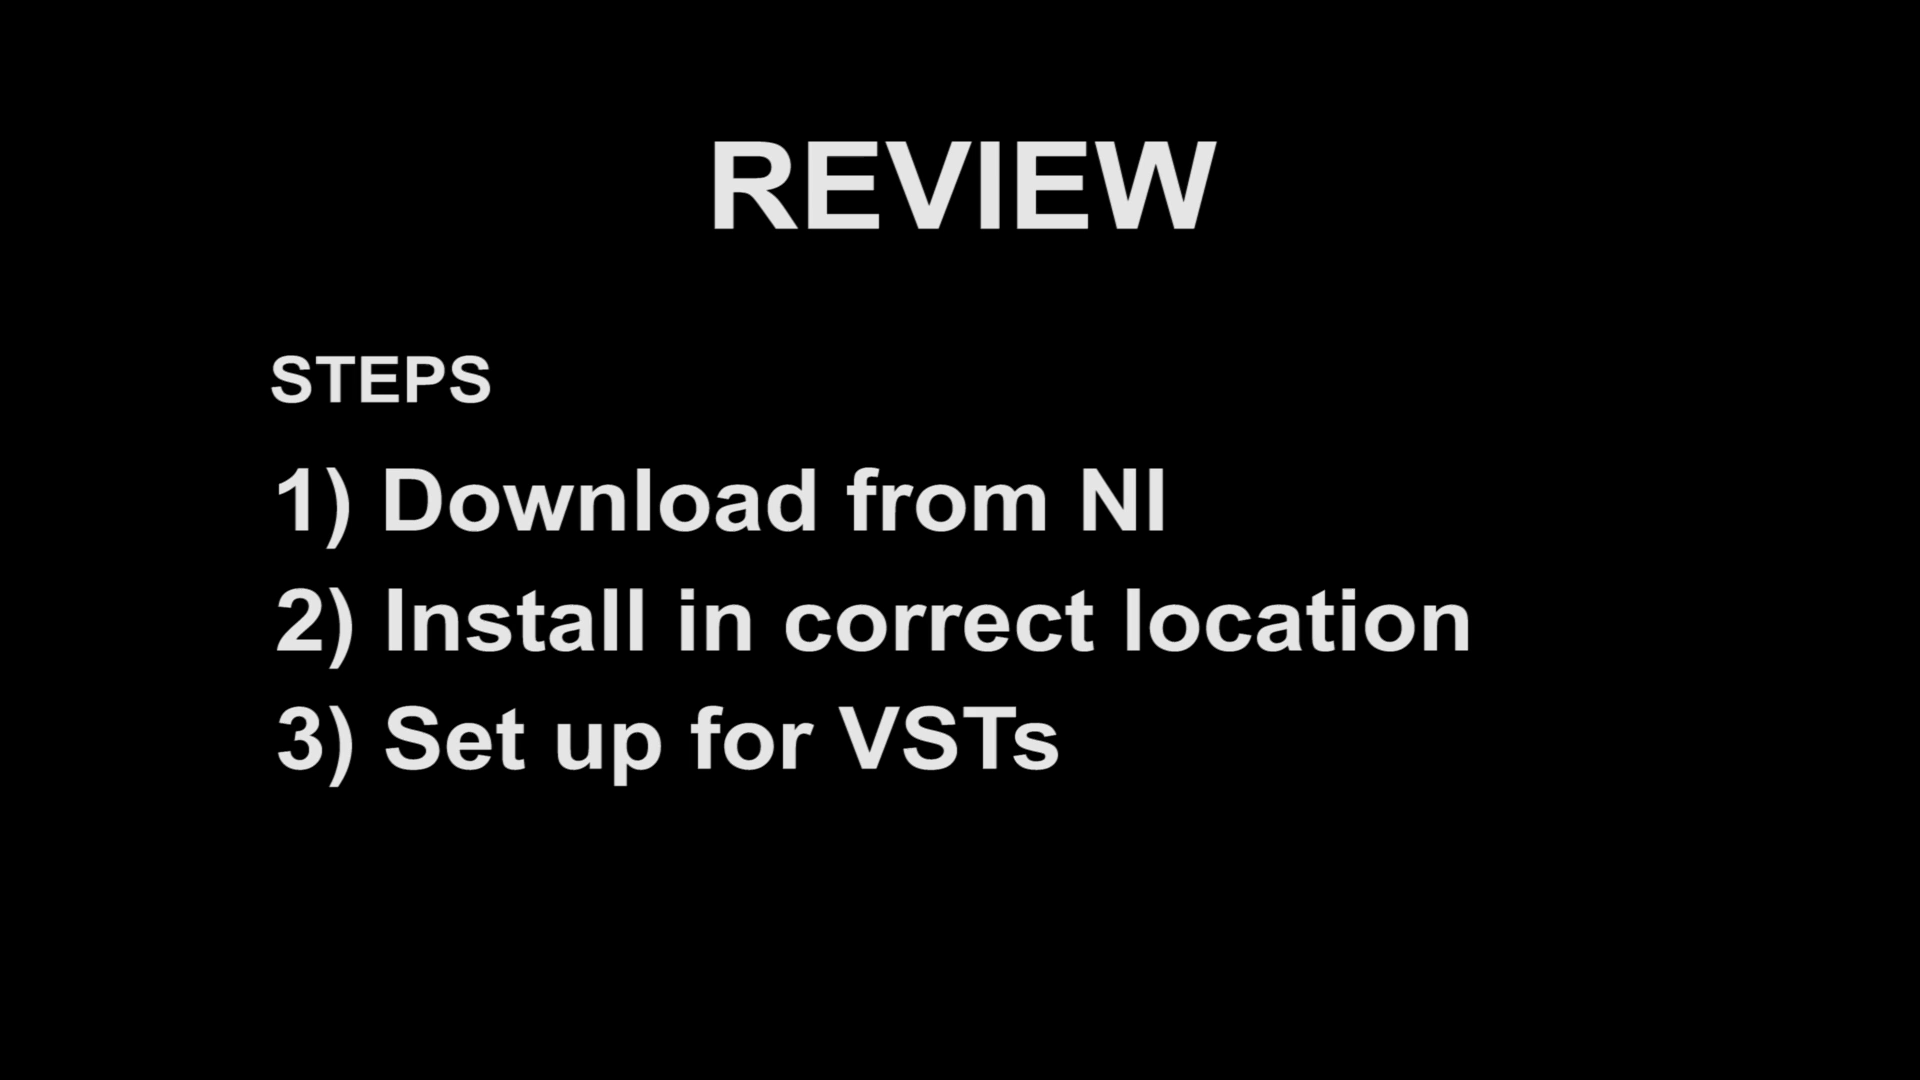 REVIEW
STEPS
1) Download from NI
2) Install in correct location
3) Set up for VSTs